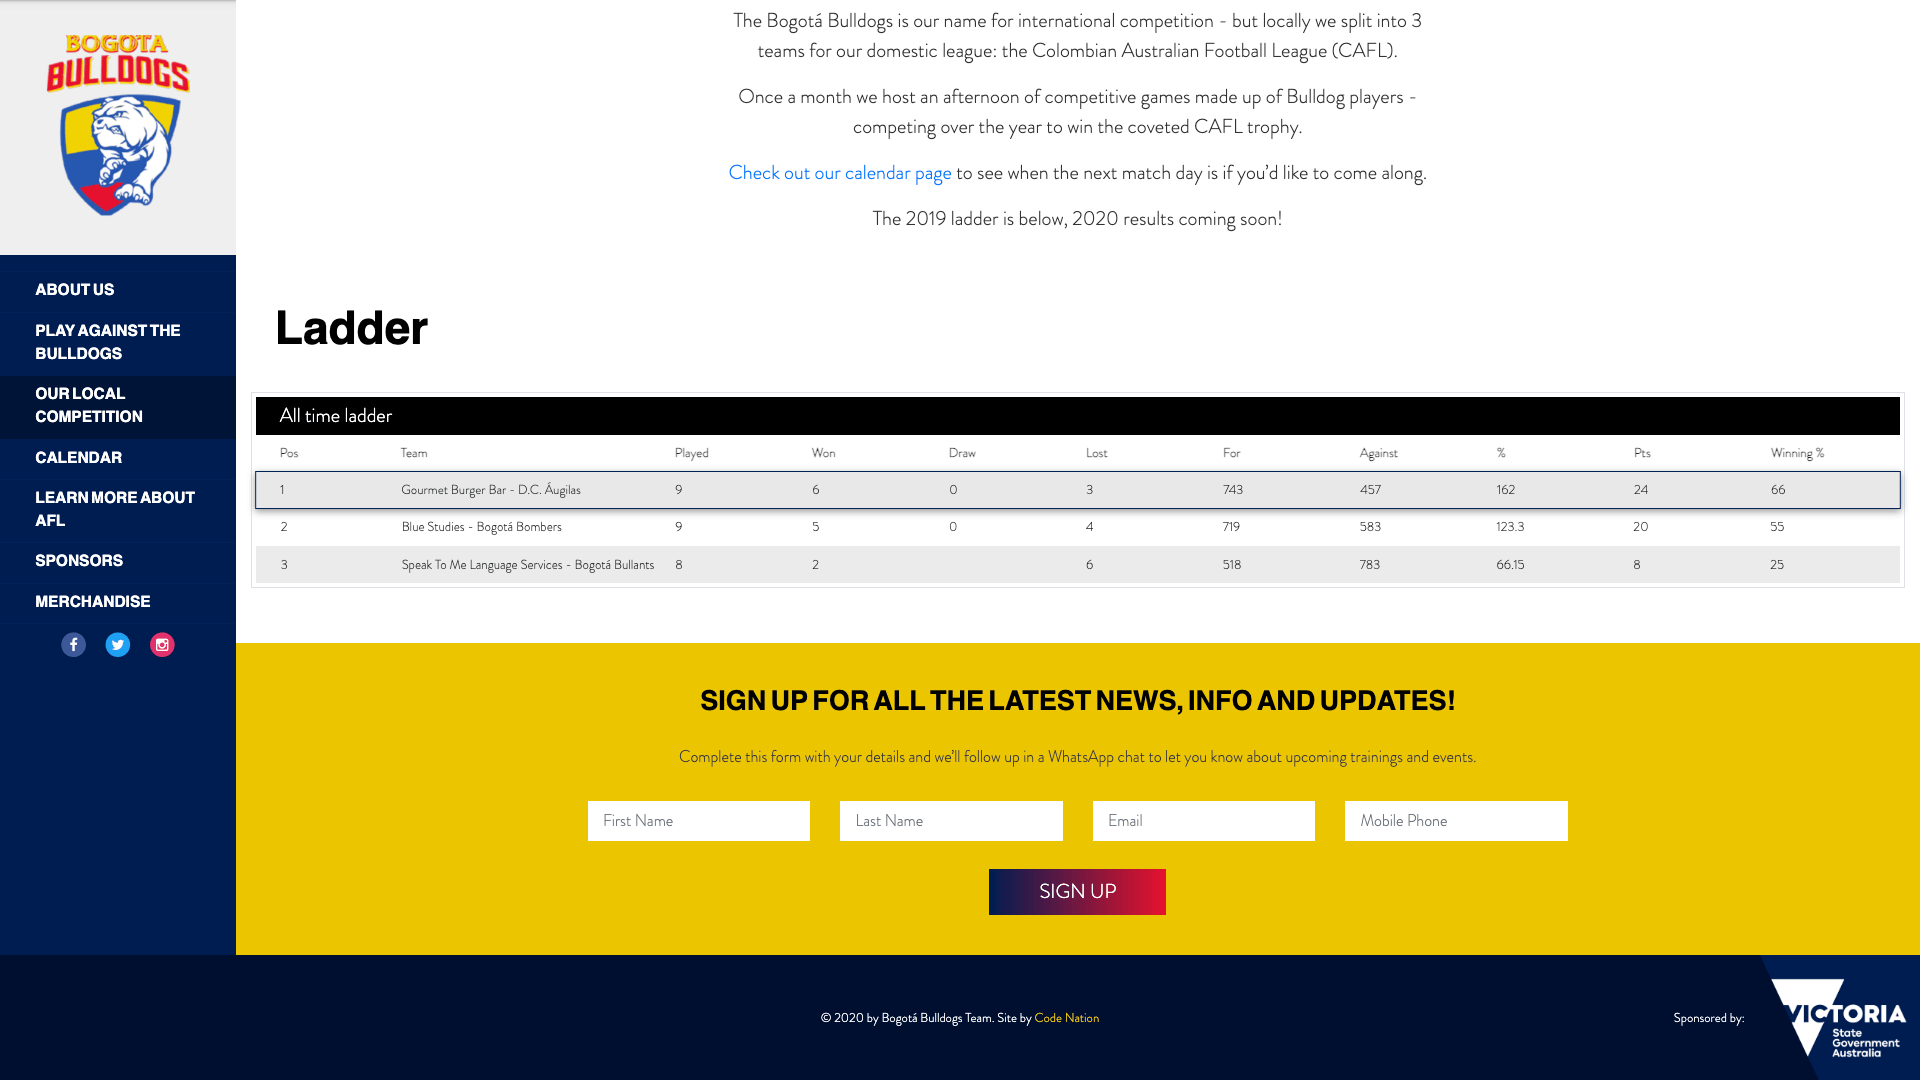 BOGOTA
BULLDOGS
ABOUT US
PLAY AGAINST THE
BULLDOGS
OUR LOCAL
COMPETITION
CALENDAR
LEARN MORE ABOUT
AFL
SPONSORS
MERCHANDISE
The Bogotá Bulldogs is our name for international competition - but locally we split into 3
teams for our domestic league: the Colombian Australian Football League (CAFL).
Once a month we host an afternoon of competitive games made up of Bulldog players -
competing over the year to win the coveted CAFL trophy.
Check out our calendar page to see when the next match day is if you’d like to come along.
The 2019 ladder is below, 2020 results coming soon!
Ladder
All time ladder
Pos Team Played Won Draw Lost For Against % Pts Winning %
1 Gourmet Burger Bar - D.C. Áugilas 9 6 0 3 743 457 162 24 66
2 Blue Studies - Bogotá Bombers 9 5 0 4 719 583 123.3 20 55
3 Speak To Me Language Services - Bogotá Bullants 8 2 6 518 783 66.15 8 25
SIGN UP FOR ALL THE LATEST NEWS, INFO AND UPDATES!
Complete this form with your details and we’ll follow up in a WhatsApp chat to let you know about upcoming trainings and events.
First Name Last Name Email Mobile Phone
SIGN UP
© 2020 by Bogotá Bulldogs Team. Site by Code Nation
Sponsored by:
VICTORIA
State
Government
Australia